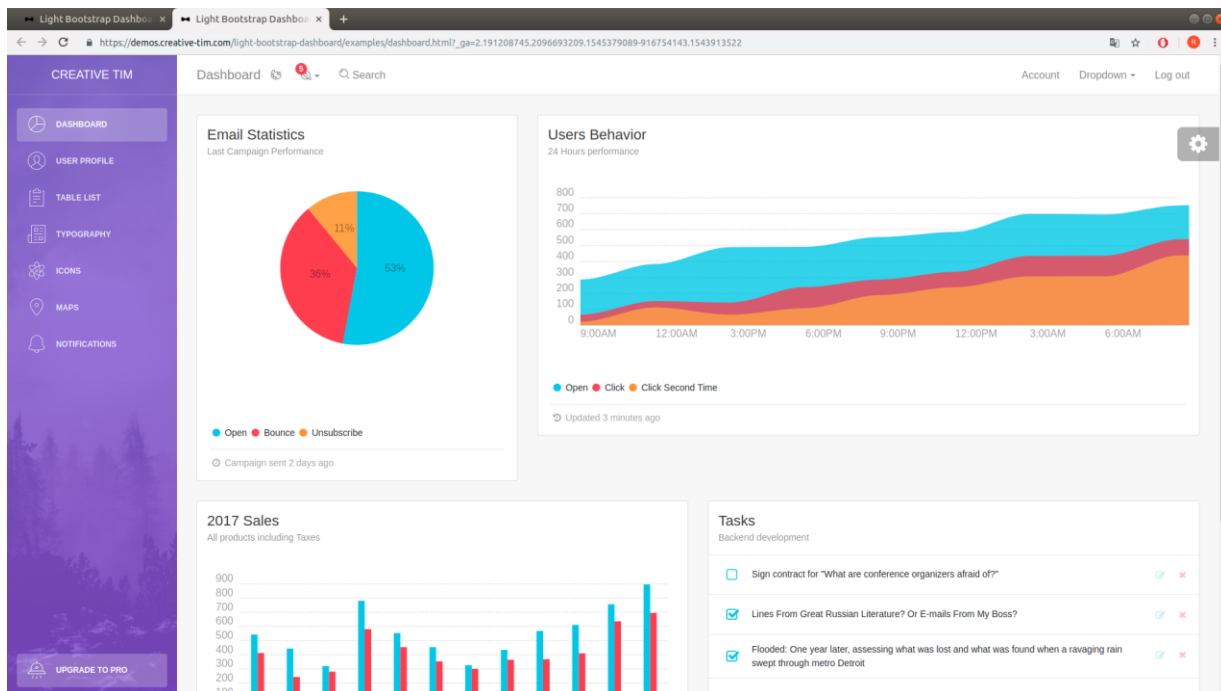 Light Bootstrap Dashboa
Light Bootstrap Dashboa
https://demos.creative-tim.com/light-bootstrap-dashboard/examples/dashboard.html?_ga=2.191208745.2096693209.1545379089-916754143.1543913522
R
CREATIVE TIM
DASHBOARD
USER PROFILE
TABLE LIST
TYPOGRAPHY
ICONS
MAPS
NOTIFICATIONS
UPGRADE TO PRO
Dashboard
5
Search
Account
Dropdown
Log out
Email Statistics
Last Campaign Performance
11%
36%
53%
Open Bounce Unsubscribe
Campaign sent 2 days ago
Users Behavior
24 Hours performance
800
700
600
500
400
300
200
100
0
9:00AM 12:00AM 3:00PM 6:00PM 9:00PM 12:00PM 3:00AM 6:00AM
Open Click Click Second Time
Updated 3 minutes ago
2017 Sales
All products including Taxes
900
800
700
600
500
400
300
200
100
Tasks
Backend development
Sign contract for "What are conference organizers afraid of?"
Lines From Great Russian Literature? Or E-mails From My Boss?
Flooded: One year later, assessing what was lost and what was found when a ravaging rain
swept through metro Detroit